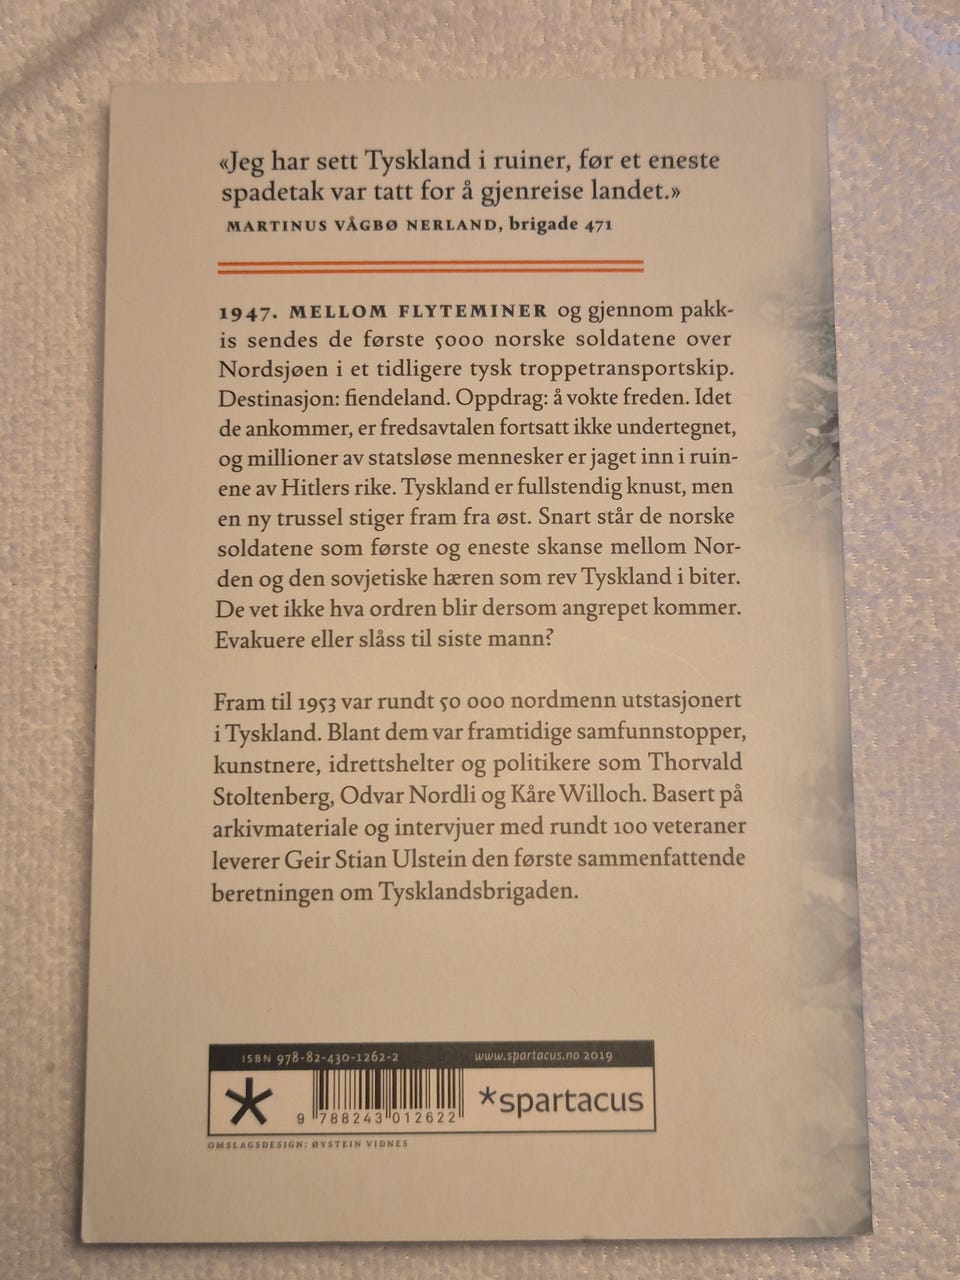 «Jeg har sett Tyskland i ruiner, før et eneste
spadetak var tatt for å gjenreise landet.»
MARTINUS VÅGBØ NERLAND, brigade 471
1947. MELLOM FLYTEMINER og gjennom pakk-
is sendes de første 5000 norske soldatene over
Nordsjøen i et tidligere tysk troppetransportskip.
Destinasjon: fiendeland. Oppdrag: å vokte freden. Idet
de ankommer, er fredsavtalen fortsatt ikke undertegnet,
og millioner av statsløse mennesker er jaget inn i ruin-
ene av Hitlers rike. Tyskland er fullstendig knust, men
en ny trussel stiger fram fra øst. Snart står de norske
soldatene som første og eneste skanse mellom Nor-
den og den sovjetiske hæren som rev Tyskland i biter.
De vet ikke hva ordren blir dersom angrepet kommer.
Evakuere eller slåss til siste mann?
Fram til 1953 var rundt 50 000 nordmenn utstasjonert
i Tyskland. Blant dem var framtidige samfunnstopper,
kunstnere, idrettshelter og politikere som Thorvald
Stoltenberg, Odvar Nordli og Kåre Willoch. Basert på
arkivmateriale og intervjuer med rundt 100 veteraner
leverer Geir Stian Ulstein den første sammenfattende
beretningen om Tysklandsbrigaden.
ISBN 978-82-430-1262-2 www.spartacus.no 2019
*spartacus
9 788243 012622
OMSLAGSDESIGN: ØYSTEIN VIDNES